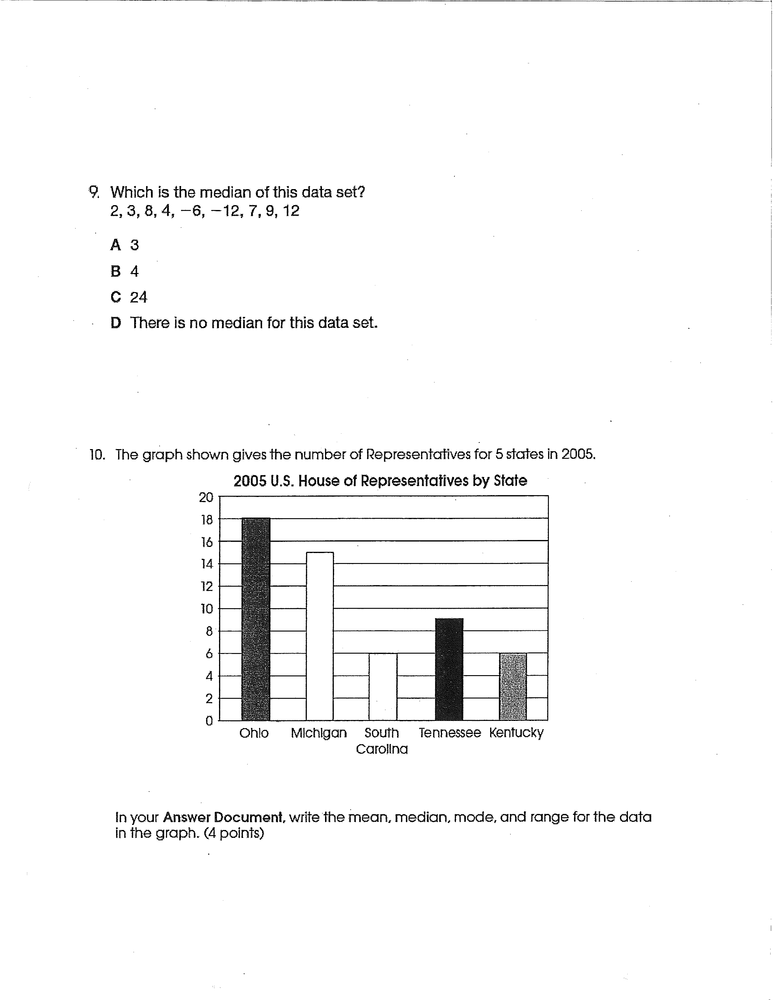 9. Which is the median of this data set?
2, 3, 8, 4, −6, −12, 7, 9, 12
A 3
B 4
C 24
D There is no median for this data set.
10. The graph shown gives the number of Representatives for 5 states in 2005.
2005 U.S. House of Representatives by State
20
18
16
14
12
10
8
6
4
2
0
Ohio Michigan South Tennessee Kentucky
Carolina
In your Answer Document, write the mean, median, mode, and range for the data
in the graph. (4 points)